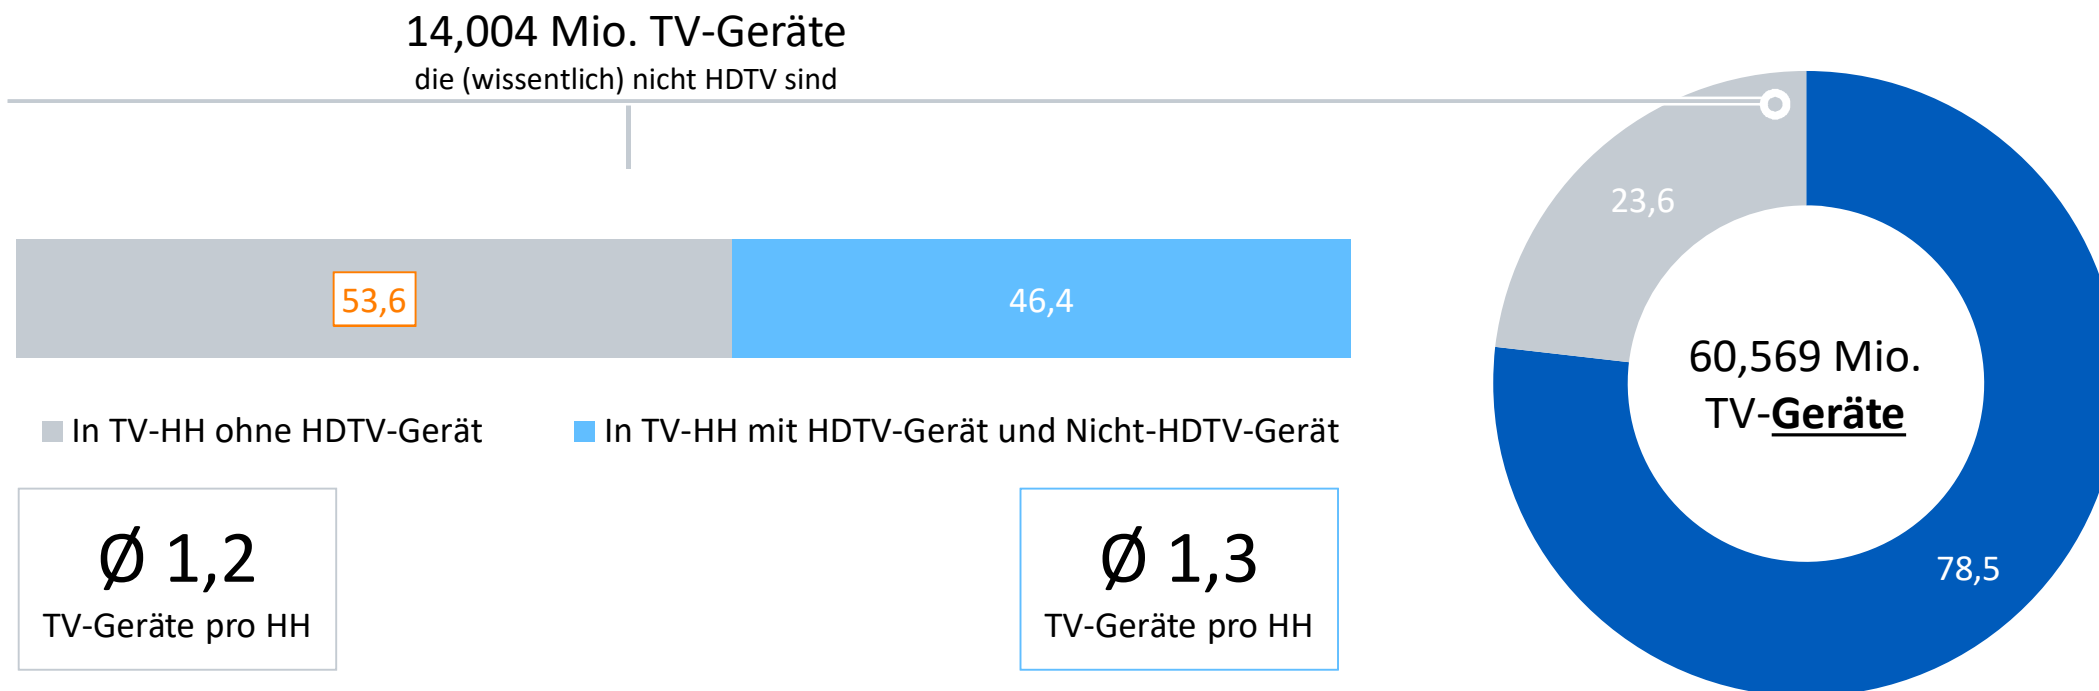 14,004 Mio. TV-Geräte
die (wissentlich) nicht HDTV sind
53,6
46,4
In TV-HH ohne HDTV-Gerät
In TV-HH mit HDTV-Gerät und Nicht-HDTV-Gerät
Ø 1,2
TV-Geräte pro HH
Ø 1,3
TV-Geräte pro HH
23,6
60,569 Mio.
TV-Geräte
78,5